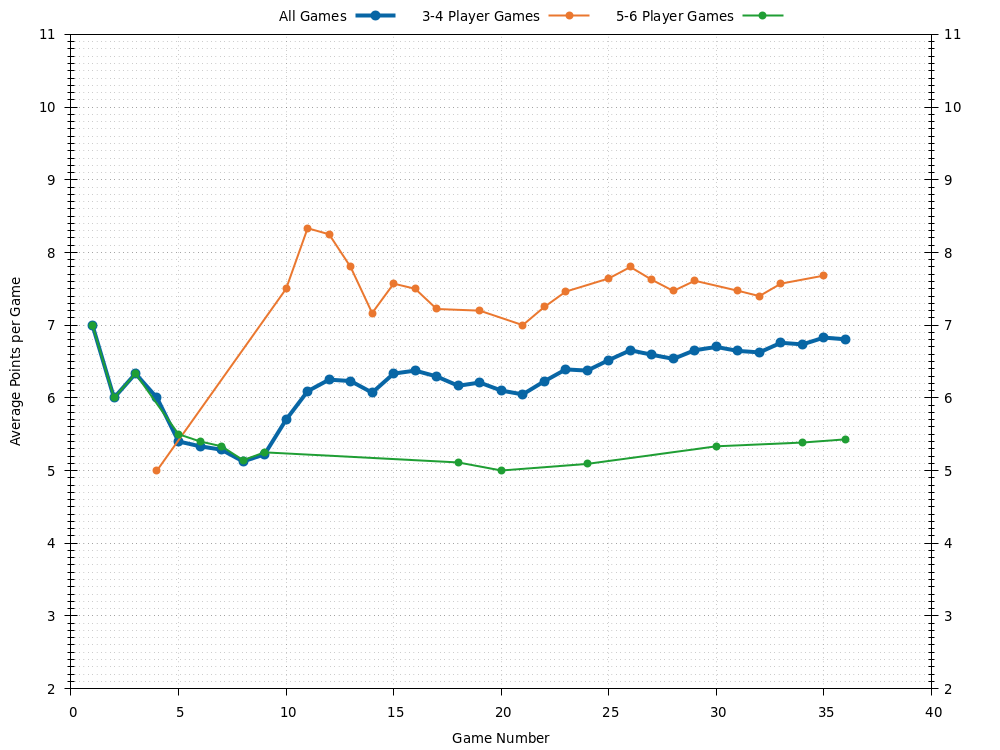 All Games 3-4 Player Games 5-6 Player Games
11 11
10 10
9 9
8 8
7 7
6 6
5 5
4 4
3 3
2 2
Average Points per Game
0 5 10 15 20 25 30 35 40
Game Number